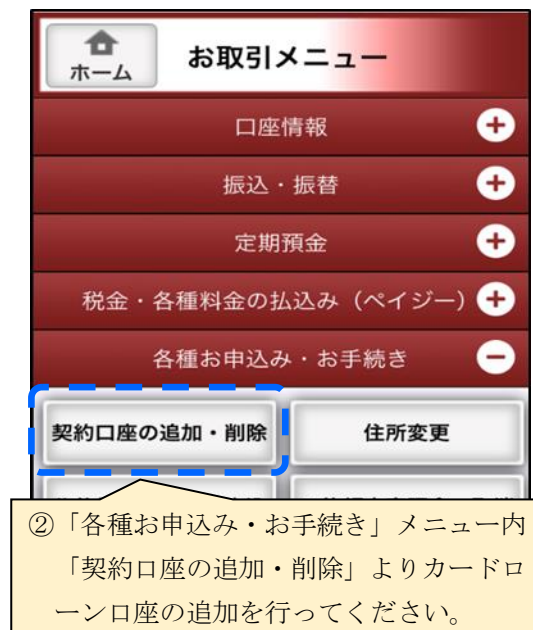 ホーム
お取引メニュー
口座情報
振込・振替
定期預金
税金・各種料金の払込み（ペイジー）
各種お申込み・お手続き
契約口座の追加・削除
住所変更
②「各種お申込み・お手続き」メニュー内
「契約口座の追加・削除」よりカードロ
ーン口座の追加を行ってください。